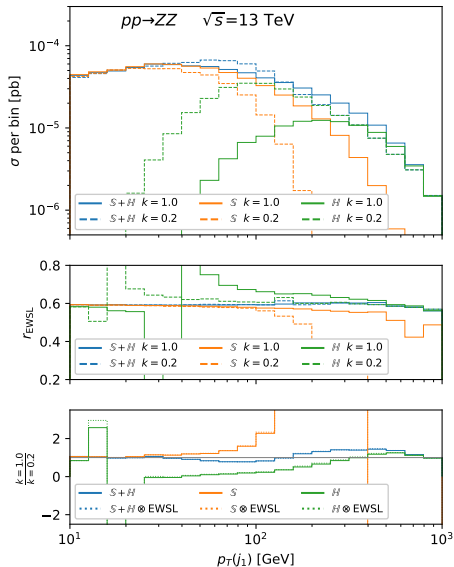 pp→ZZ √s=13 TeV
10⁻⁴
10⁻⁵
10⁻⁶
σ per bin [pb]
𝕊+ℍ k=1.0 𝕊 k=1.0 ℍ k=1.0
𝕊+ℍ k=0.2 𝕊 k=0.2 ℍ k=0.2
0.8
0.6
0.4
0.2
r_EWSL
𝕊+ℍ k=1.0 𝕊 k=1.0 ℍ k=1.0
𝕊+ℍ k=0.2 𝕊 k=0.2 ℍ k=0.2
2
0
−2
k=1.0
k=0.2
𝕊+ℍ 𝕊 ℍ
𝕊+ℍ⊗EWSL 𝕊⊗EWSL ℍ⊗EWSL
10¹ 10² 10³
p_T(j₁) [GeV]